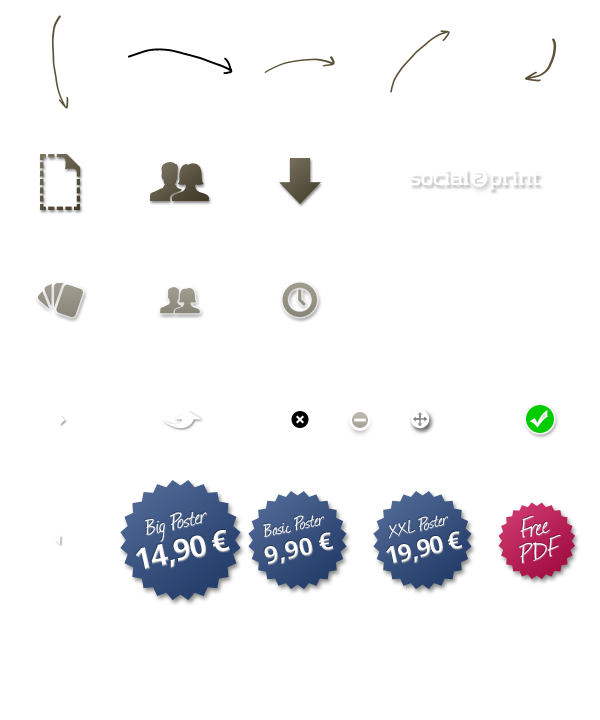 social2print
Big Poster
14,90 €
Basic Poster
9,90 €
XXL Poster
19,90 €
Free
PDF